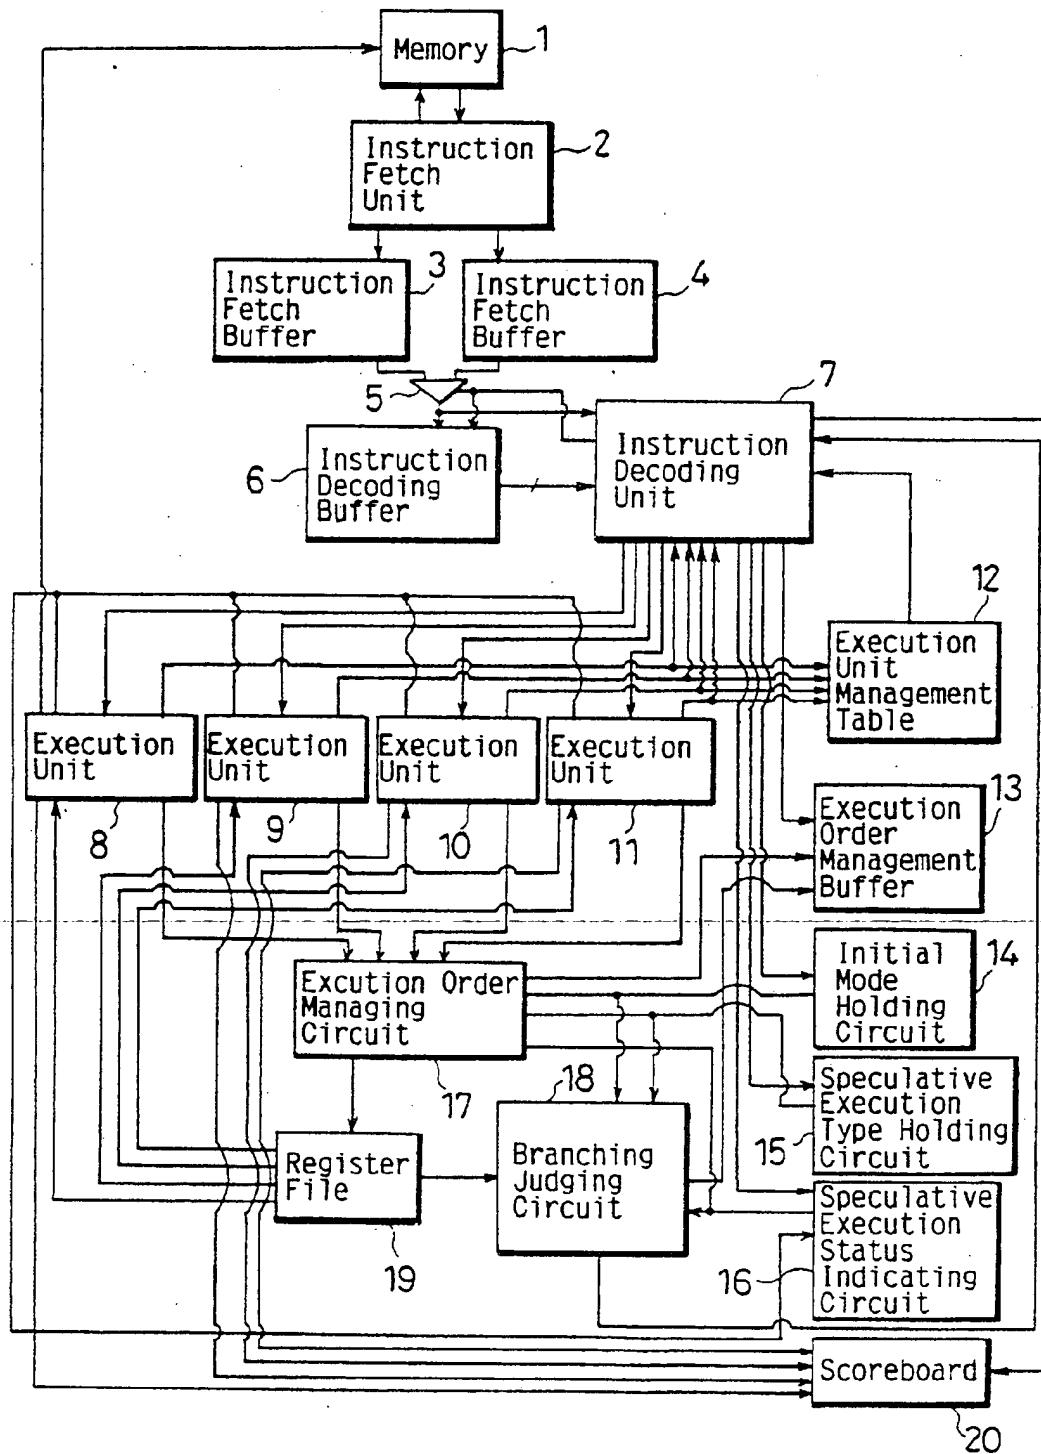 Memory
1
Instruction
Fetch
Unit
2
Instruction
Fetch
Buffer
3
Instruction
Fetch
Buffer
4
5
Instruction
Decoding
Buffer
6
Instruction
Decoding
Unit
7
Execution
Unit
Management
Table
12
Execution
Unit
8
Execution
Unit
9
Execution
Unit
10
Execution
Unit
11
Execution
Order
Management
Buffer
13
Initial
Mode
Holding
Circuit
14
Excution Order
Managing
Circuit
17
Speculative
Execution
Type Holding
Circuit
15
18
Branching
Judging
Circuit
Register
File
19
Speculative
Execution
Status
Indicating
Circuit
16
Scoreboard
20